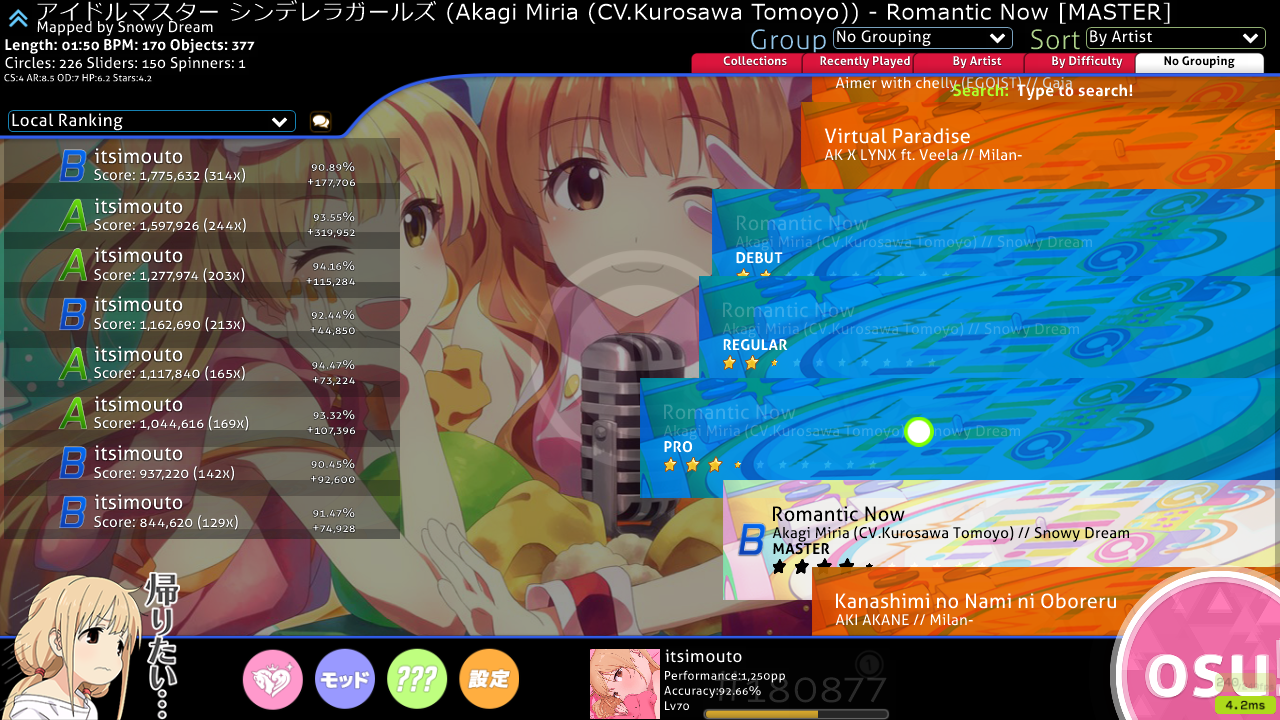 アイドルマスター シンデレラガールズ (Akagi Miria (CV.Kurosawa Tomoyo)) - Romantic Now [MASTER]
Mapped by Snowy Dream
Length: 01:50 BPM: 170 Objects: 377
Circles: 226 Sliders: 150 Spinners: 1
CS:4 AR:8.5 OD:7 HP:6.2 Stars:4.2
Group No Grouping Sort By Artist
Collections Recently Played By Artist By Difficulty No Grouping
Local Ranking
itsimouto
B Score: 1,775,632 (314x) 90.89% +177,706
itsimouto
A Score: 1,597,926 (244x) 93.55% +319,952
itsimouto
A Score: 1,277,974 (203x) 94.16% +115,284
itsimouto
B Score: 1,162,690 (213x) 92.44% +44,850
itsimouto
A Score: 1,117,840 (165x) 94.47% +73,224
itsimouto
A Score: 1,044,616 (169x) 93.32% +107,396
itsimouto
B Score: 937,220 (142x) 90.45% +92,600
itsimouto
B Score: 844,620 (129x) 91.47% +74,928
Aimer with chelly (EGOIST) // Gaia
Search: Type to search!
Virtual Paradise
AK X LYNX ft. Veela // Milan-
Romantic Now
Akagi Miria (CV.Kurosawa Tomoyo) // Snowy Dream
DEBUT
Romantic Now
Akagi Miria (CV.Kurosawa Tomoyo) // Snowy Dream
REGULAR
Romantic Now
Akagi Miria (CV.Kurosawa Tomoyo) Snowy Dream
PRO
Romantic Now
B Akagi Miria (CV.Kurosawa Tomoyo) // Snowy Dream
MASTER
Kanashimi no Nami ni Oboreru
AKI AKANE // Milan-
帰りたい…
モッド ??? 設定
itsimouto
Performance:1,250pp
Accuracy:92.66%
Lv70
#180877
1
osu
4.2ms